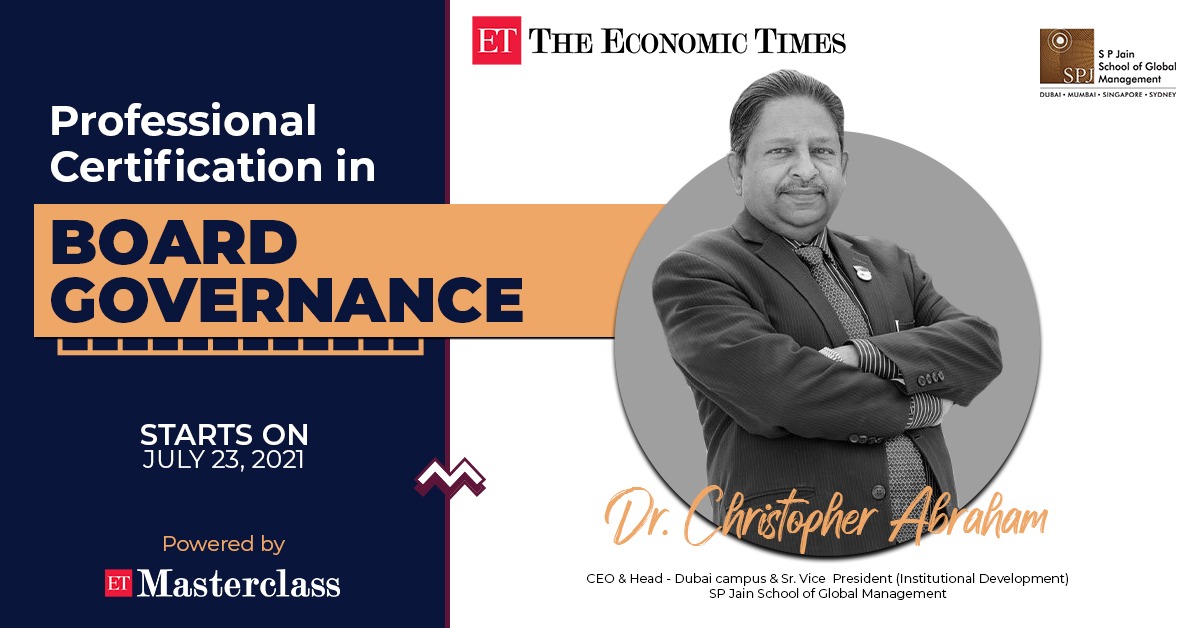 ET THE ECONOMIC TIMES
SPJ
S P Jain
School of Global
Management
DUBAI • MUMBAI • SINGAPORE • SYDNEY
Professional
Certification in
BOARD
GOVERNANCE
STARTS ON
JULY 23, 2021
Powered by
ET Masterclass
Dr. Christopher Abraham
CEO & Head - Dubai campus & Sr. Vice President (Institutional Development)
SP Jain School of Global Management